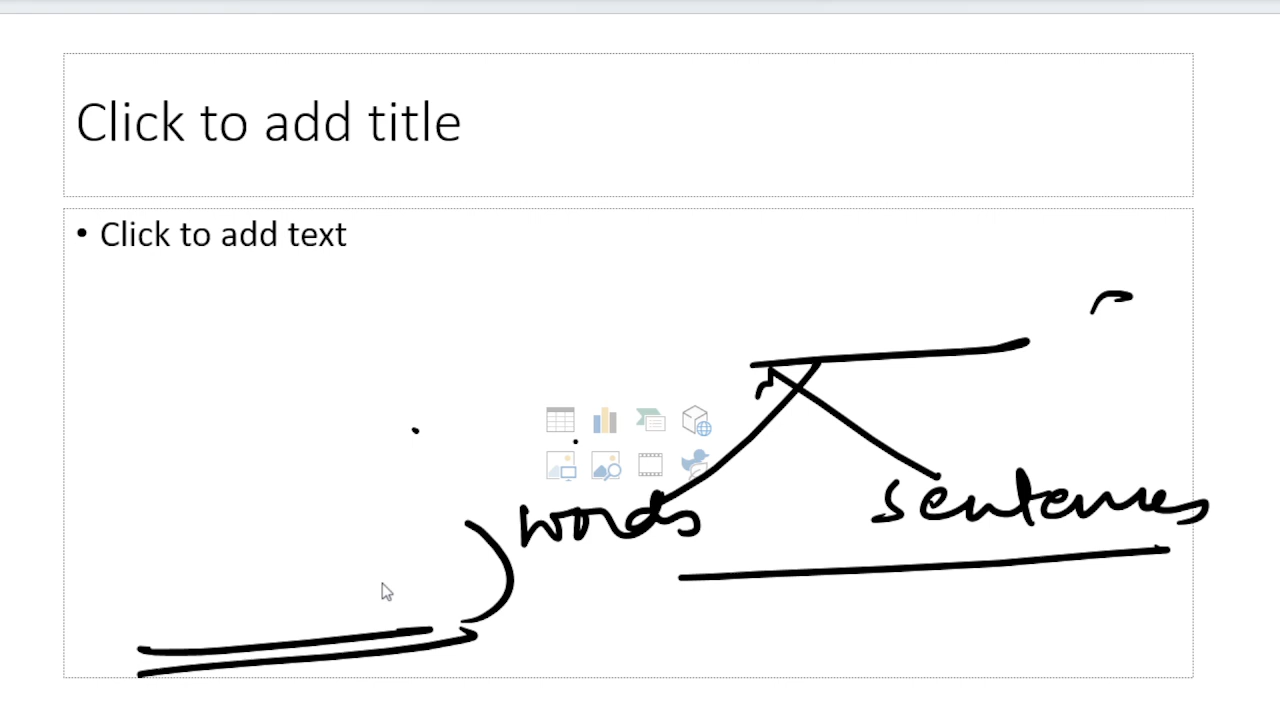 Click to add title
• Click to add text
words
sentences